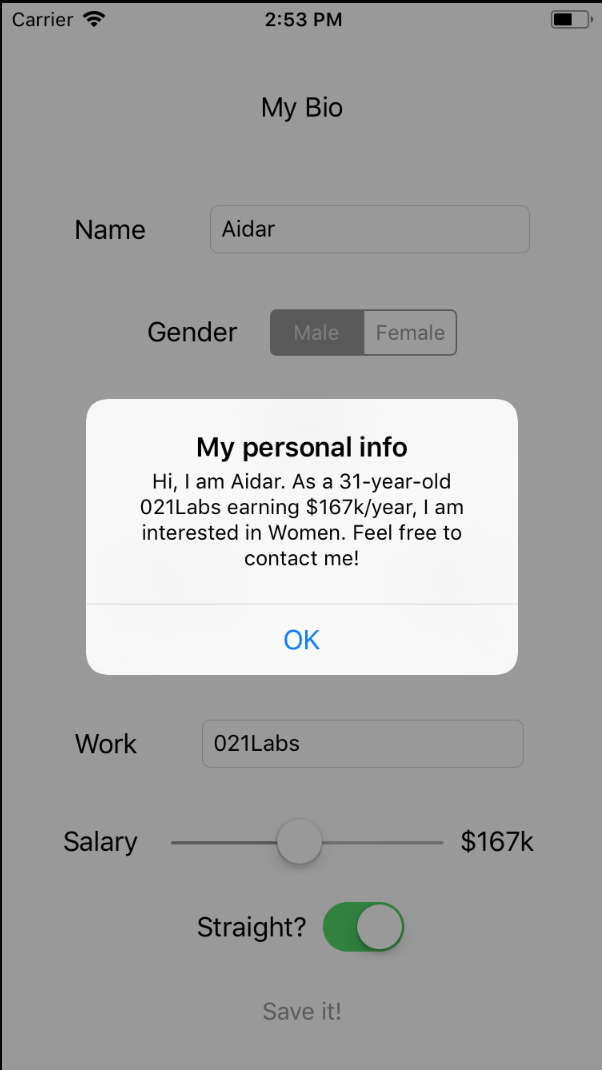 Carrier 2:53 PM
My Bio
Name Aidar
Gender Male Female
My personal info
Hi, I am Aidar. As a 31-year-old
021Labs earning $167k/year, I am
interested in Women. Feel free to
contact me!
OK
Work 021Labs
Salary $167k
Straight?
Save it!